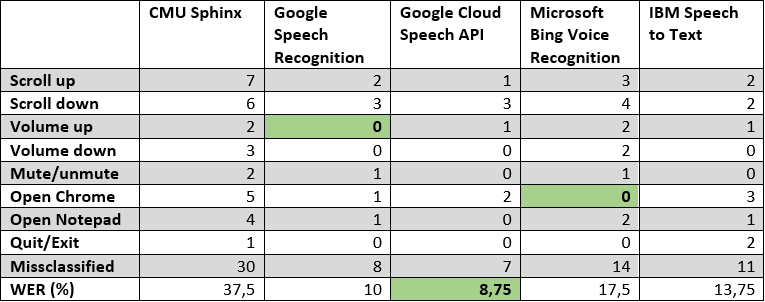 CMU Sphinx Google Speech Recognition Google Cloud Speech API Microsoft Bing Voice Recognition IBM Speech to Text
Scroll up 7 2 1 3 2
Scroll down 6 3 3 4 2
Volume up 2 0 1 2 1
Volume down 3 0 0 2 0
Mute/unmute 2 1 0 1 0
Open Chrome 5 1 2 0 3
Open Notepad 4 1 0 2 1
Quit/Exit 1 0 0 0 2
Missclassified 30 8 7 14 11
WER (%) 37,5 10 8,75 17,5 13,75